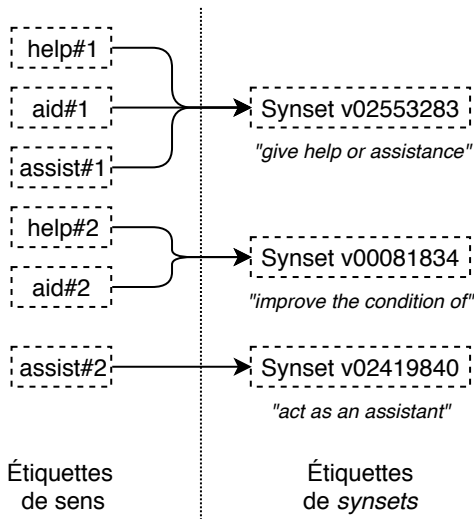 help#1
aid#1
assist#1
help#2
aid#2
assist#2
Synset v02553283
"give help or assistance"
Synset v00081834
"improve the condition of"
Synset v02419840
"act as an assistant"
Étiquettes
de sens
Étiquettes
de synsets